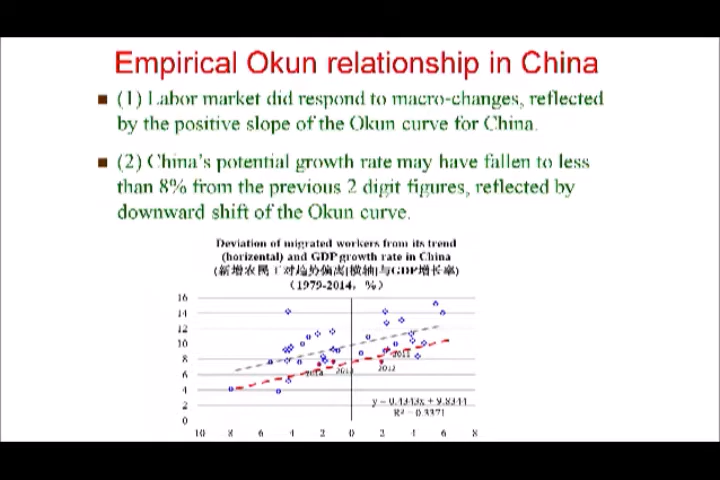 Empirical Okun relationship in China
(1) Labor market did respond to macro-changes, reflected
by the positive slope of the Okun curve for China.
(2) China's potential growth rate may have fallen to less
than 8% from the previous 2 digit figures, reflected by
downward shift of the Okun curve.
Deviation of migrated workers from its trend
(horizental) and GDP growth rate in China
(新增农民工对趋势偏离[横轴]与GDP增长率)
(1979-2014, %)
16
14
12
10
8
6
4
2
0
2011
2012
2014
R² = 0.3371
10 8 6 4 2 0 2 4 6 8